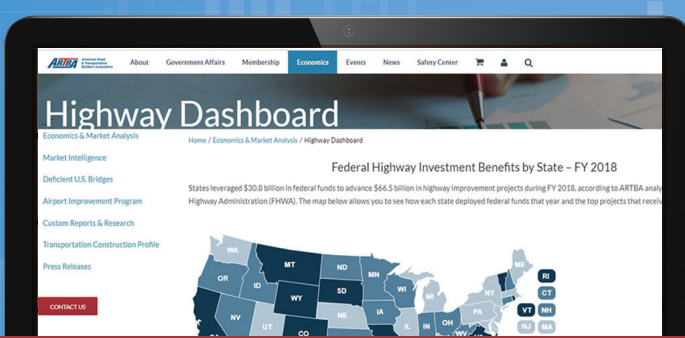 ARTBA American Road & Transportation Builders Association About Government Affairs Membership Economics Events News Safety Center
Highway Dashboard
Economics & Market Analysis
Market Intelligence
Deficient U.S. Bridges
Airport Improvement Program
Custom Reports & Research
Transportation Construction Profile
Press Releases
CONTACT US
Home / Economics & Market Analysis / Highway Dashboard
Federal Highway Investment Benefits by State – FY 2018
States leveraged $30.8 billion in federal funds to advance $66.5 billion in highway improvement projects during FY 2018, according to ARTBA analy
Highway Administration (FHWA). The map below allows you to see how each state deployed federal funds that year and the top projects that receiv
WA
MT
ND
MN
ME
OR
ID
SD
WI
MI
NY
RI
WY
CT
NV
UT
NE
IA
IL
IN
OH
PA
VT
NH
CO
WV
NJ
MA